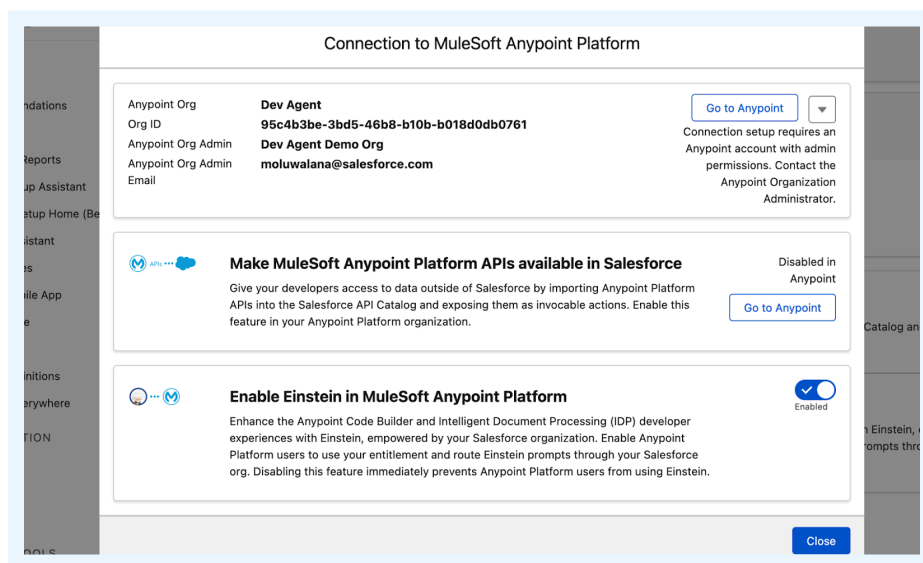 Connection to MuleSoft Anypoint Platform
Anypoint Org Dev Agent
Org ID 95c4b3be-3bd5-46b8-b10b-b018d0db0761
Anypoint Org Admin Dev Agent Demo Org
Anypoint Org Admin Email moluwalana@salesforce.com
Go to Anypoint
Connection setup requires an
Anypoint account with admin
permissions. Contact the
Anypoint Organization
Administrator.
APIs
Make MuleSoft Anypoint Platform APIs available in Salesforce
Give your developers access to data outside of Salesforce by importing Anypoint Platform
APIs into the Salesforce API Catalog and exposing them as invocable actions. Enable this
feature in your Anypoint Platform organization.
Disabled in
Anypoint
Go to Anypoint
Enable Einstein in MuleSoft Anypoint Platform
Enhance the Anypoint Code Builder and Intelligent Document Processing (IDP) developer
experiences with Einstein, empowered by your Salesforce organization. Enable Anypoint
Platform users to use your entitlement and route Einstein prompts through your Salesforce
org. Disabling this feature immediately prevents Anypoint Platform users from using Einstein.
Enabled
Close
ndations
Reports
up Assistant
etup Home (Be
istant
es
ile App
e
initions
erywhere
TION
Catalog an
n Einstein,
ompts thro